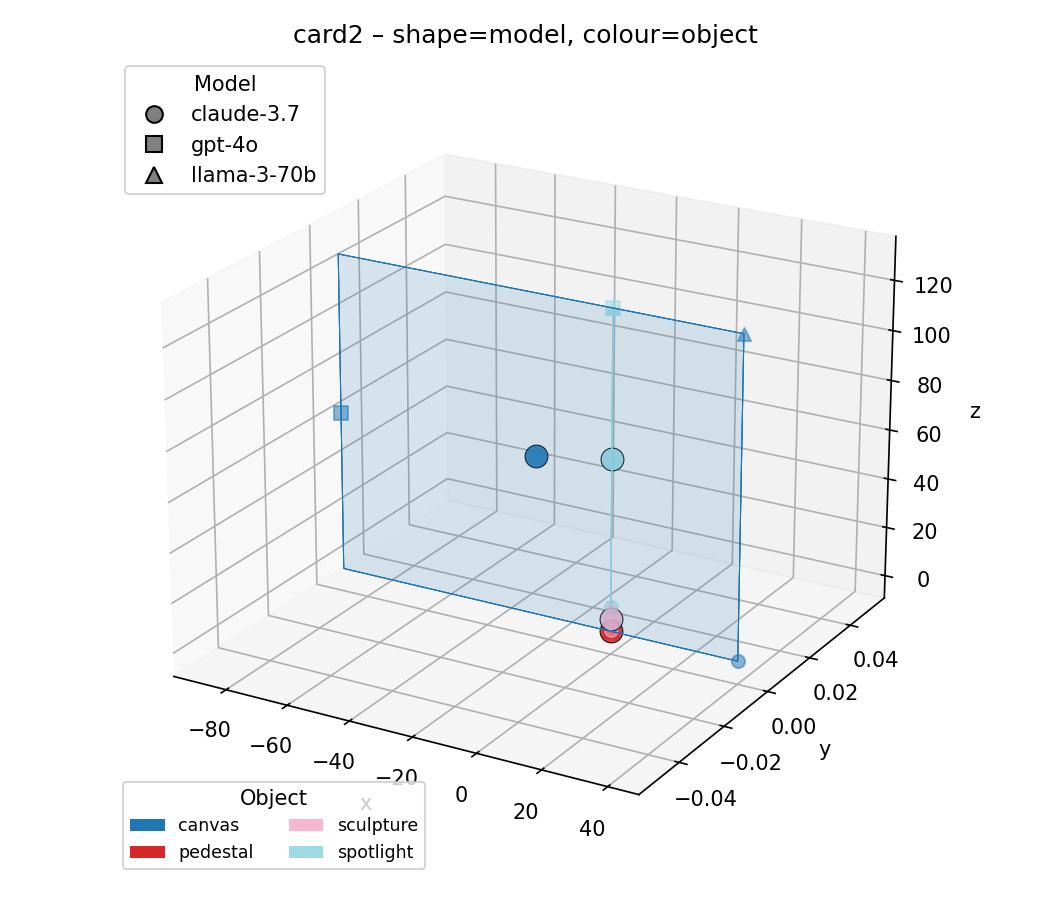 card2 – shape=model, colour=object
Model
claude-3.7
gpt-4o
llama-3-70b
120
100
80
60
40
20
0
z
0.04
0.02
0.00
−0.02
−0.04
y
−80
−60
−40
−20
0
20
40
x
Object
canvas
pedestal
sculpture
spotlight